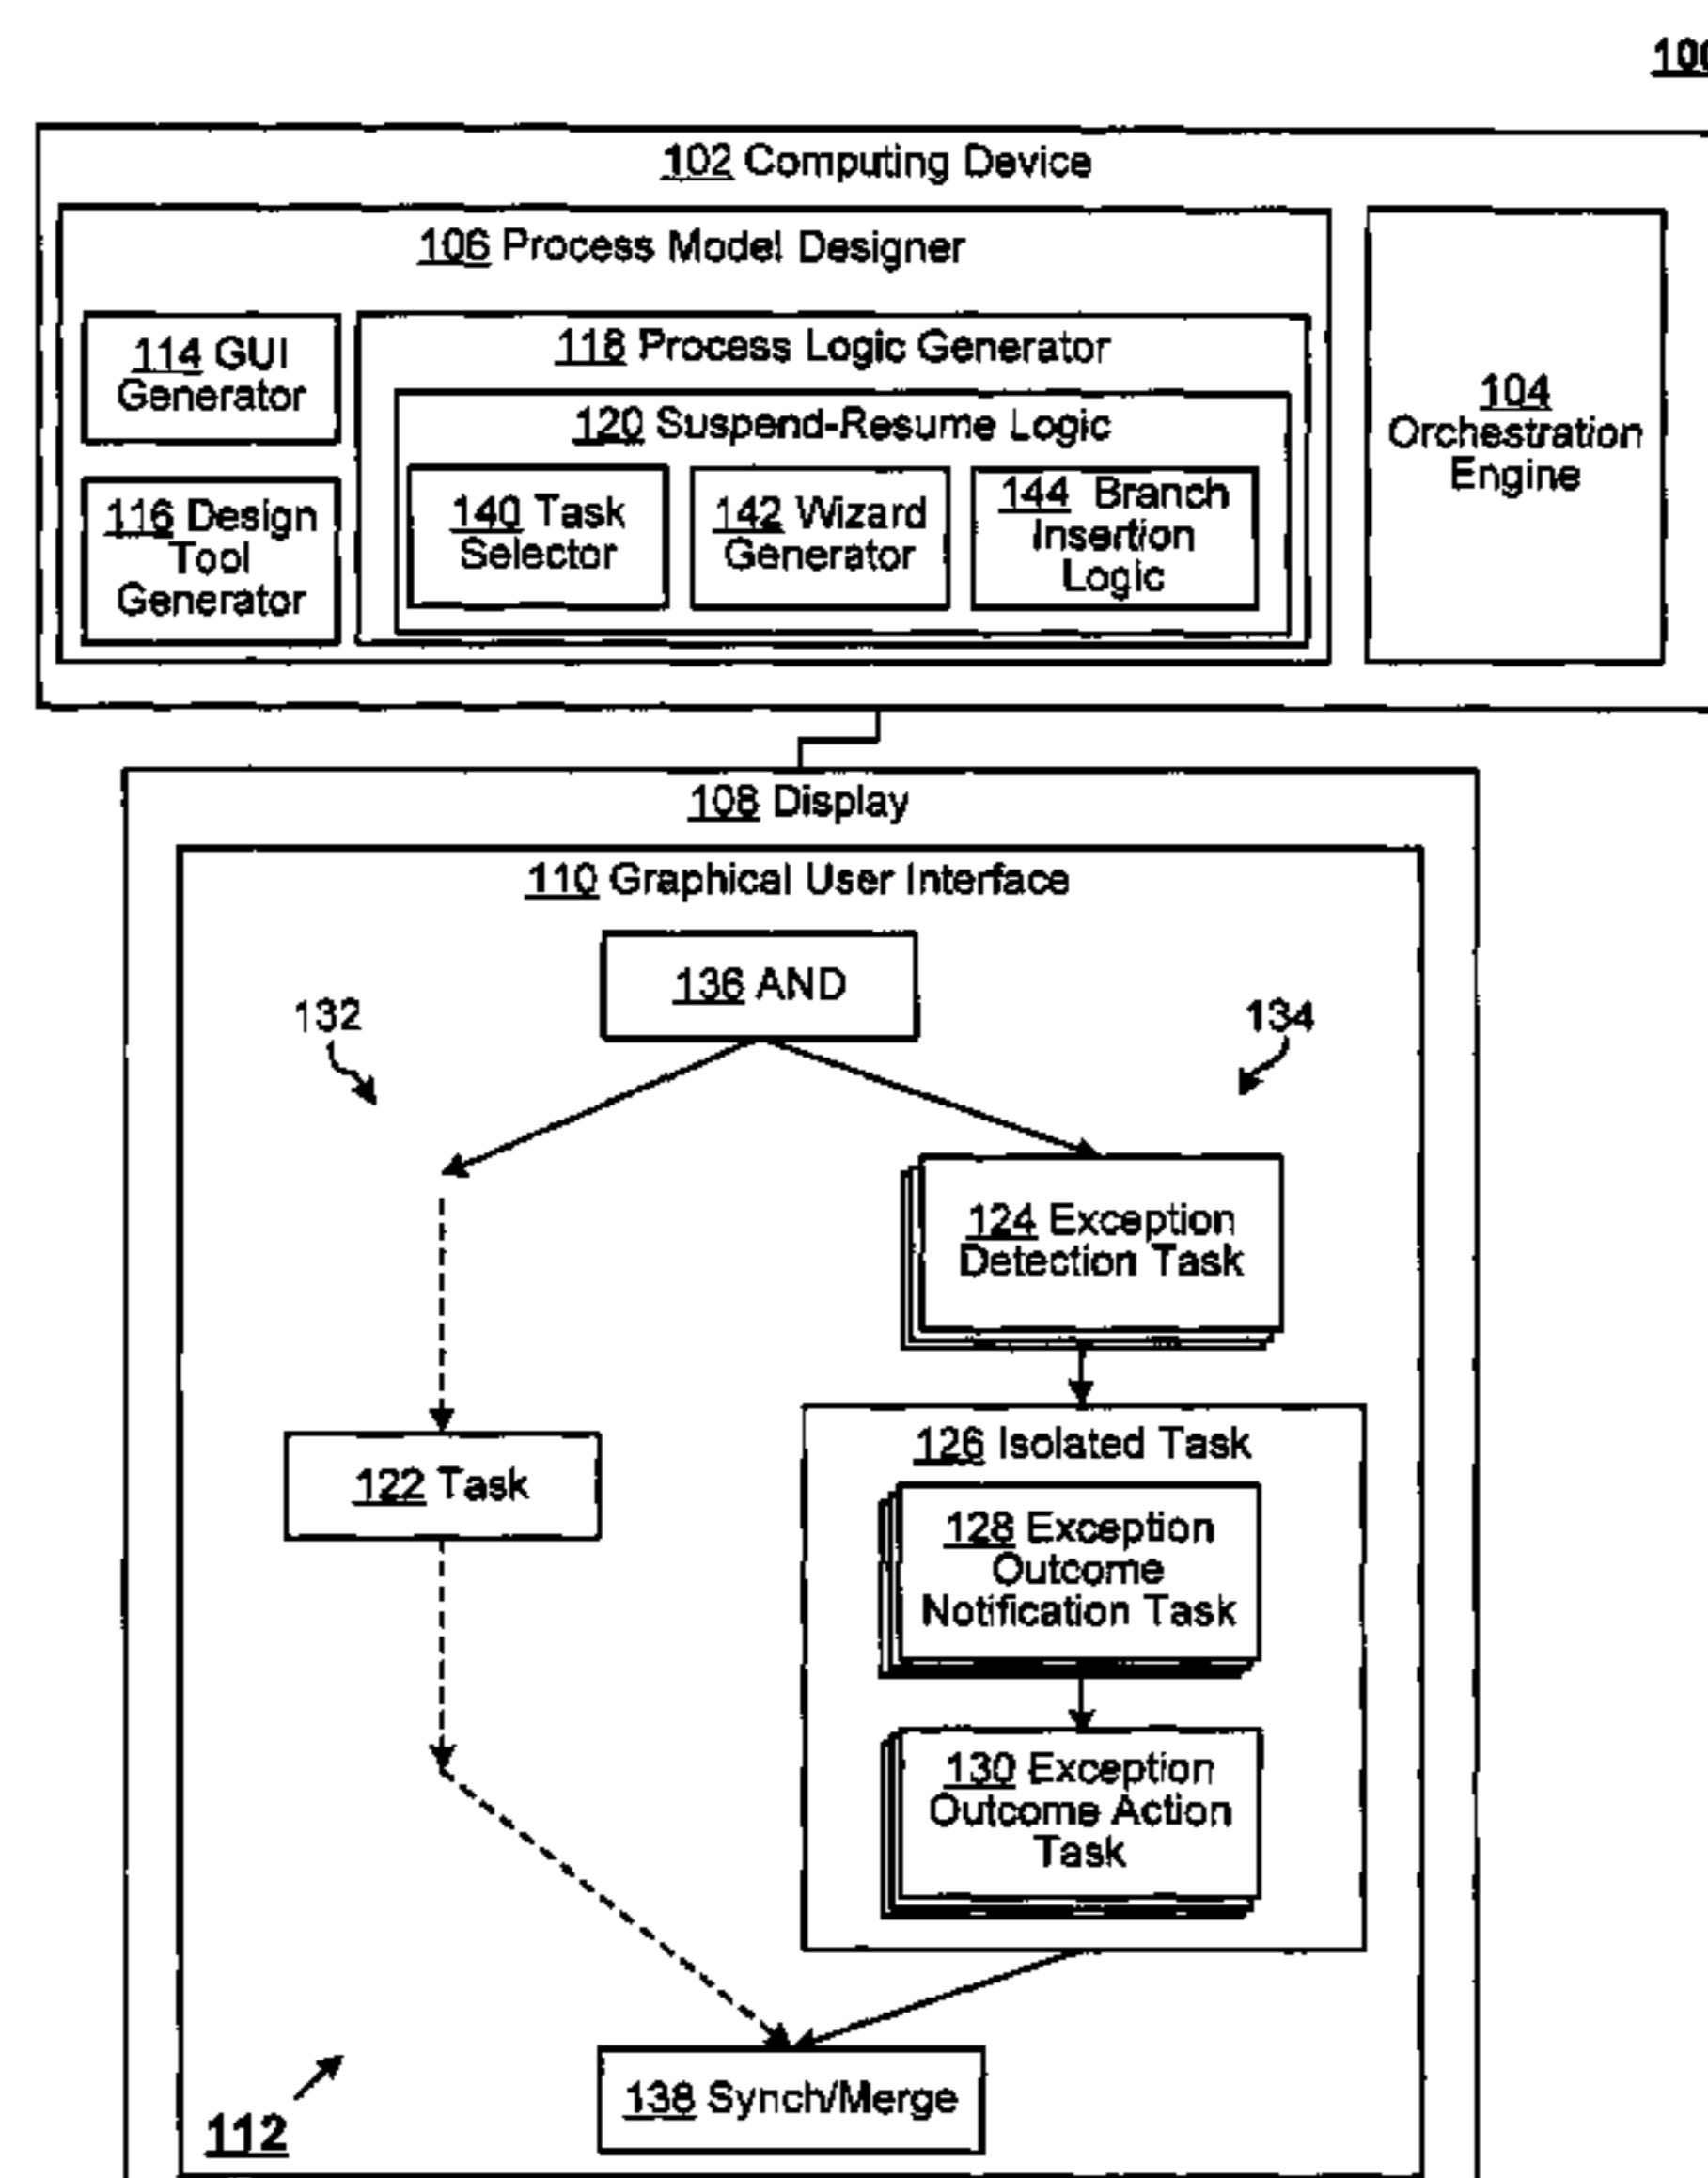 100
102 Computing Device
106 Process Model Designer
114 GUI
Generator
116 Design
Tool
Generator
118 Process Logic Generator
120 Suspend-Resume Logic
140 Task
Selector
142 Wizard
Generator
144 Branch
Insertion
Logic
104
Orchestration
Engine
108 Display
110 Graphical User Interface
136 AND
132
134
124 Exception
Detection Task
122 Task
126 Isolated Task
128 Exception
Outcome
Notification Task
130 Exception
Outcome Action
Task
138 Synch/Merge
112